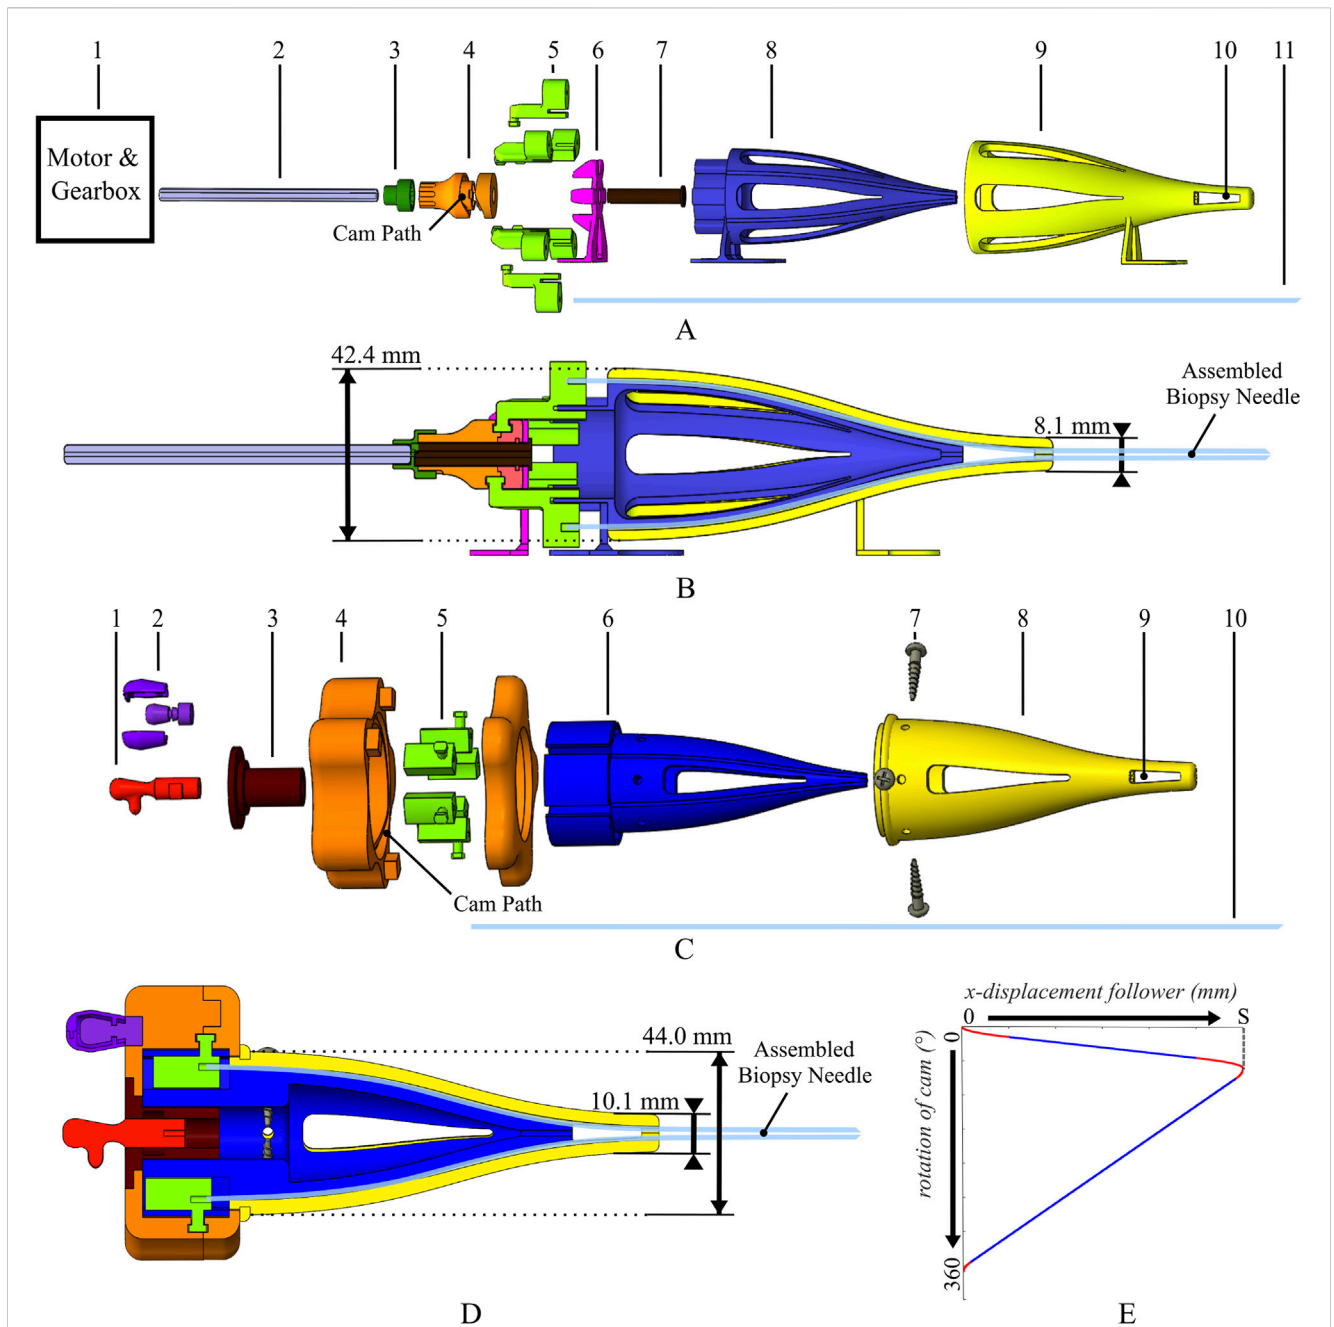 1 2 3 4 5 6 7 8 9 10 11
Motor &
Gearbox
Cam Path
A
42.4 mm
Assembled
Biopsy Needle
8.1 mm
B
1 2 3 4 5 6 7 8 9 10
Cam Path
C
44.0 mm
Assembled
Biopsy Needle
10.1 mm
D
x-displacement follower (mm)
0 S
0
rotation of cam (°)
360
E